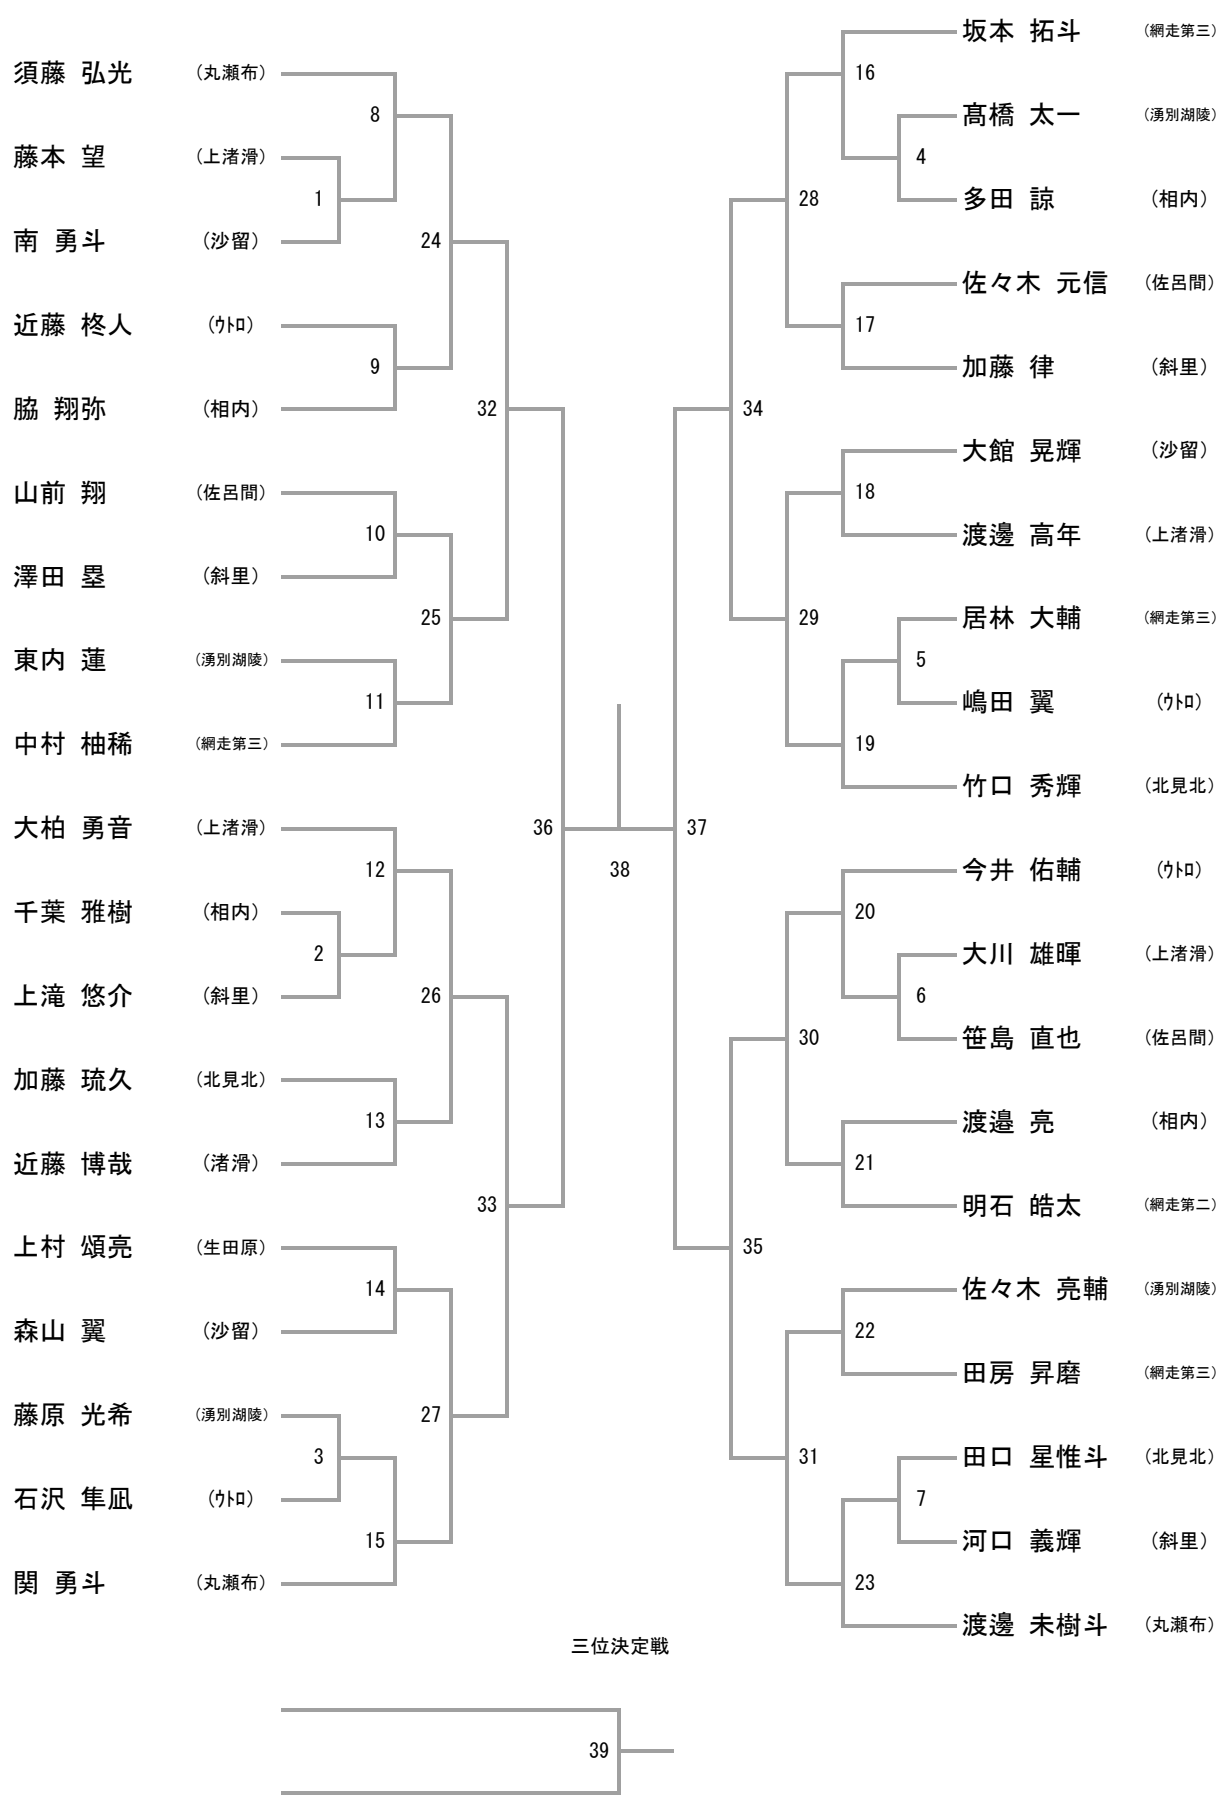 須藤 弘光 (丸瀬布)
8
藤本 望 (上渚滑)
1
南 勇斗 (沙留)
24
近藤 柊人 (ｳﾄﾛ)
9
脇 翔弥 (相内)
32
山前 翔 (佐呂間)
10
澤田 塁 (斜里)
25
東内 蓮 (湧別湖陵)
11
中村 柚稀 (網走第三)
36
大柏 勇音 (上渚滑)
12
千葉 雅樹 (相内)
2
上滝 悠介 (斜里)
26
加藤 琉久 (北見北)
13
近藤 博哉 (渚滑)
33
上村 頌亮 (生田原)
14
森山 翼 (沙留)
27
藤原 光希 (湧別湖陵)
3
石沢 隼凪 (ｳﾄﾛ)
15
関 勇斗 (丸瀬布)
38
坂本 拓斗 (網走第三)
16
髙橋 太一 (湧別湖陵)
4
多田 諒 (相内)
28
佐々木 元信 (佐呂間)
17
加藤 律 (斜里)
34
大館 晃輝 (沙留)
18
渡邊 高年 (上渚滑)
29
居林 大輔 (網走第三)
5
嶋田 翼 (ｳﾄﾛ)
19
竹口 秀輝 (北見北)
37
今井 佑輔 (ｳﾄﾛ)
20
大川 雄暉 (上渚滑)
6
笹島 直也 (佐呂間)
30
渡邉 亮 (相内)
21
明石 皓太 (網走第二)
35
佐々木 亮輔 (湧別湖陵)
22
田房 昇磨 (網走第三)
31
田口 星惟斗 (北見北)
7
河口 義輝 (斜里)
23
渡邊 未樹斗 (丸瀬布)
三位決定戦
39